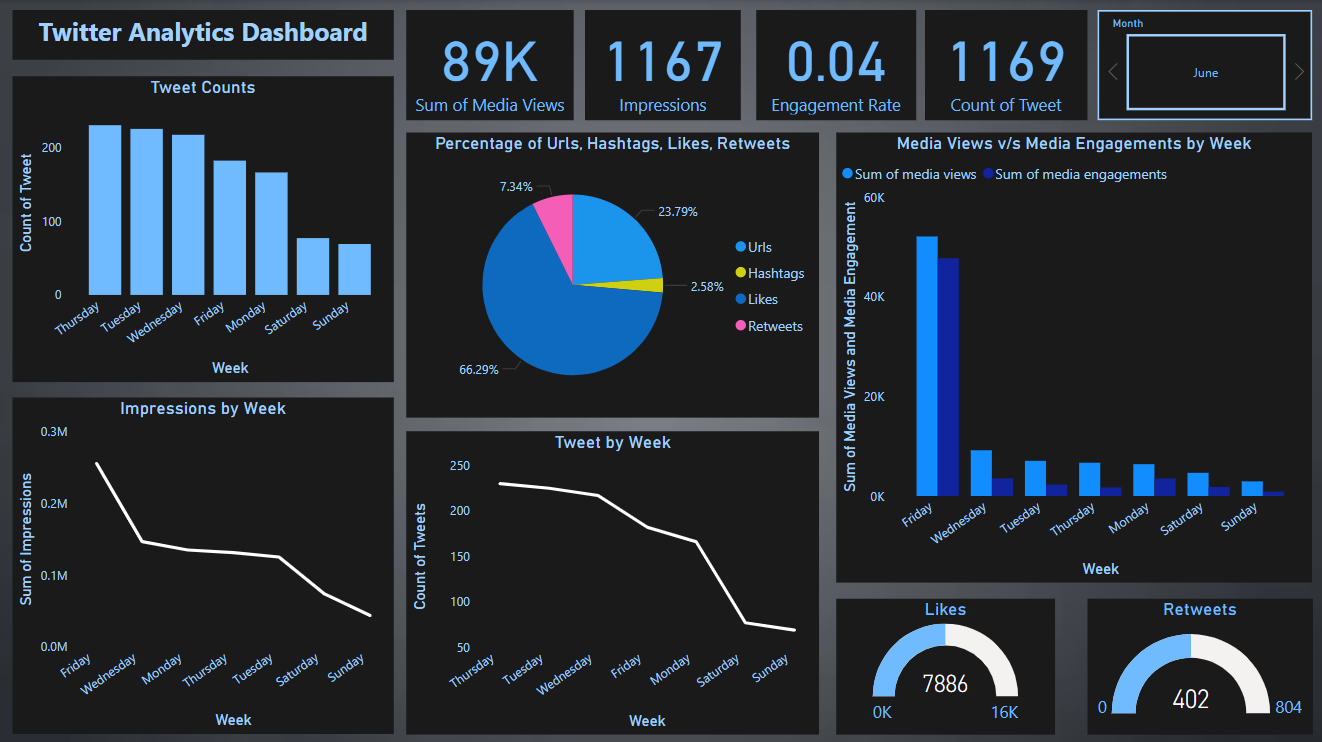 Twitter Analytics Dashboard
89K
Sum of Media Views
1167
Impressions
0.04
Engagement Rate
1169
Count of Tweet
Month
June
Tweet Counts
Count of Tweet
200
100
0
Thursday
Tuesday
Wednesday
Friday
Monday
Saturday
Sunday
Week
Percentage of Urls, Hashtags, Likes, Retweets
7.34%
23.79%
2.58%
66.29%
Urls
Hashtags
Likes
Retweets
Media Views v/s Media Engagements by Week
Sum of media views
Sum of media engagements
Sum of Media Views and Media Engagement
60K
40K
20K
0K
Friday
Wednesday
Tuesday
Thursday
Monday
Saturday
Sunday
Week
Impressions by Week
Sum of Impressions
0.3M
0.2M
0.1M
0.0M
Friday
Wednesday
Monday
Thursday
Tuesday
Saturday
Sunday
Week
Tweet by Week
Count of Tweets
250
200
150
100
50
Thursday
Tuesday
Wednesday
Friday
Monday
Saturday
Sunday
Week
Likes
7886
0K
16K
Retweets
402
0
804